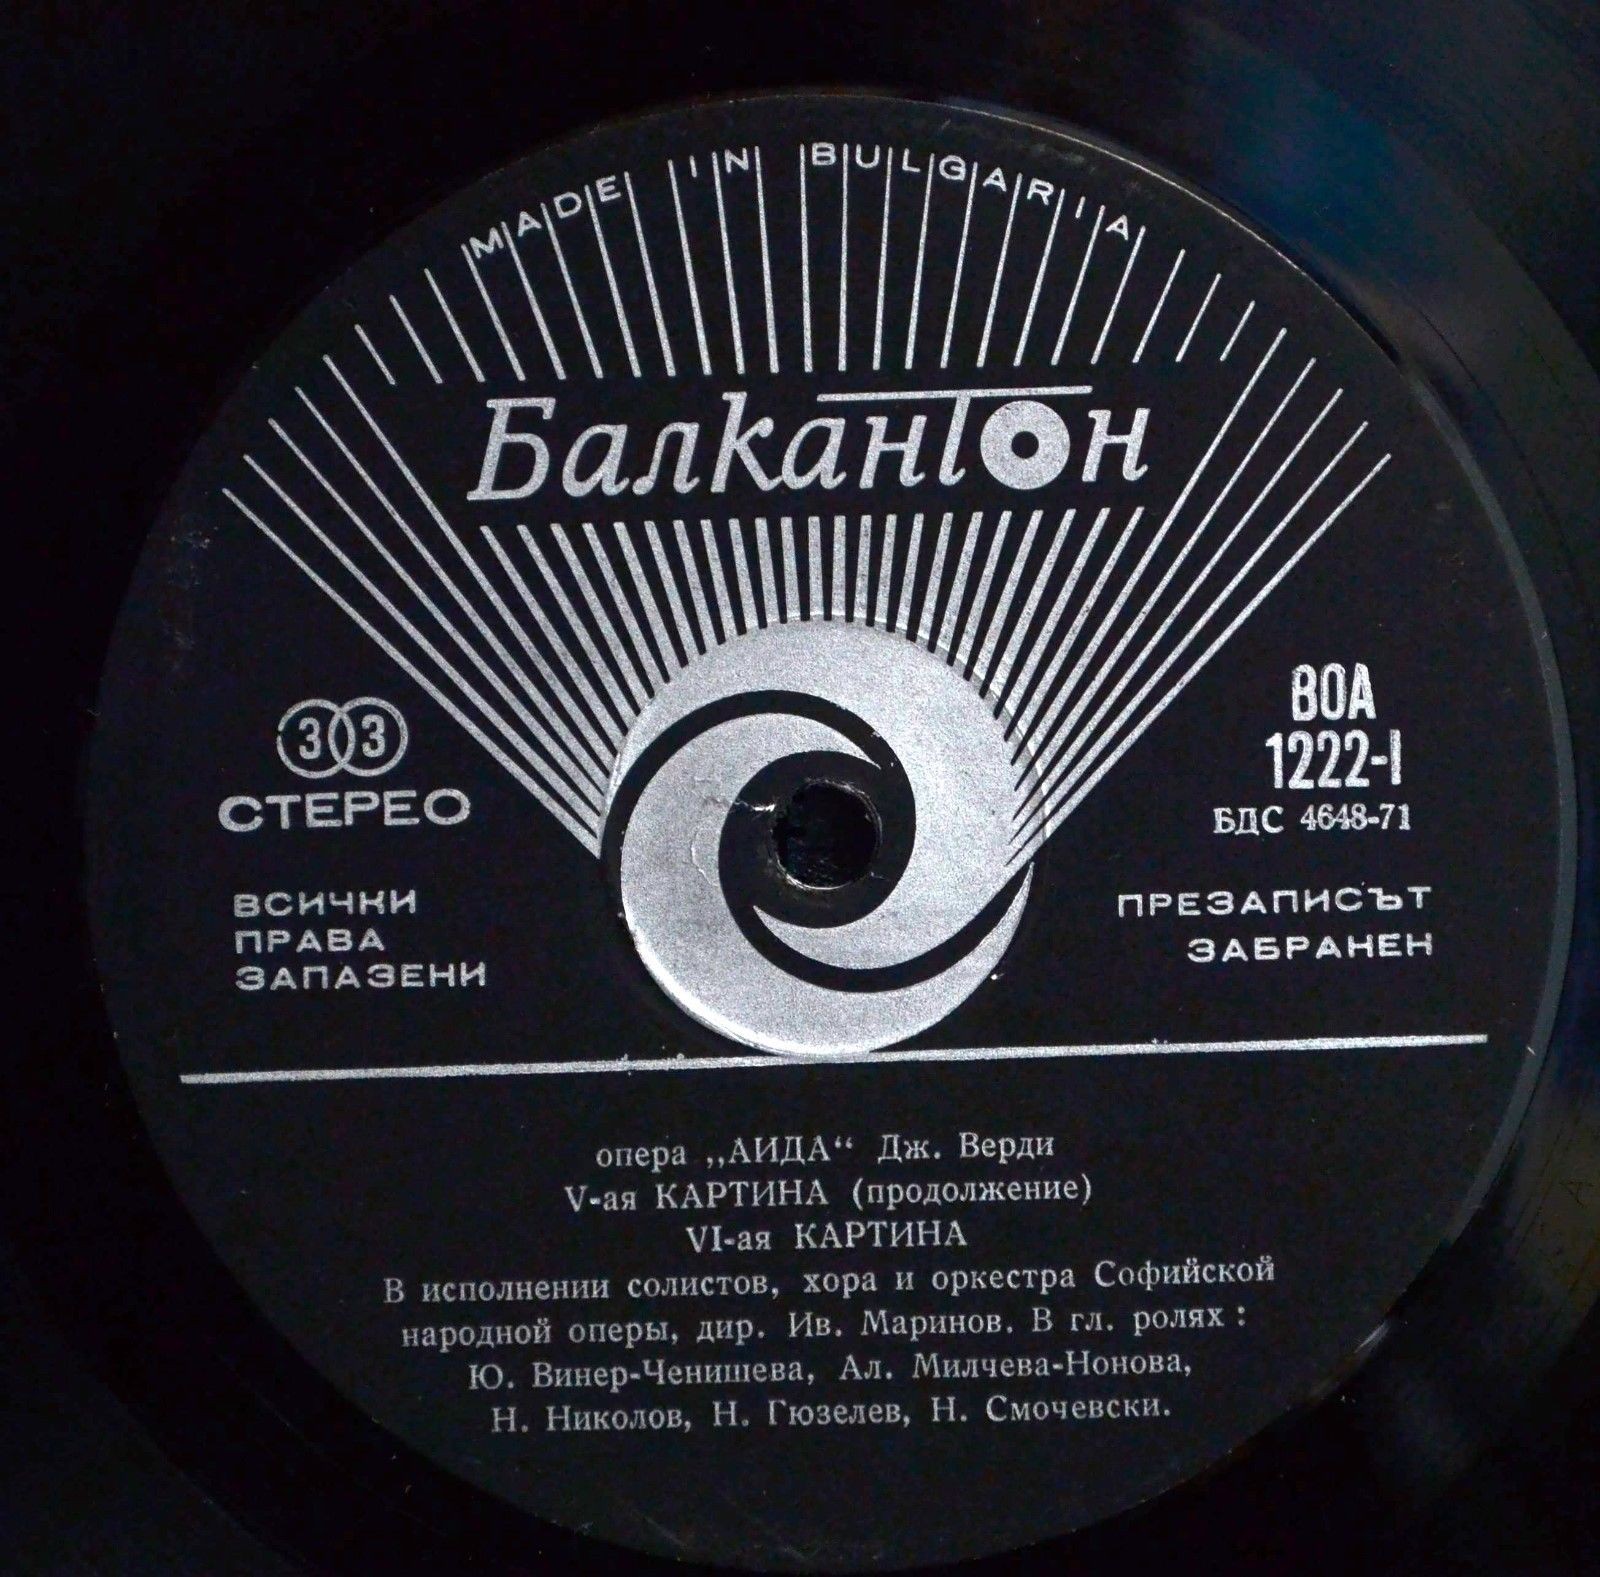 MADE IN BULGARIA
Балкантон
33
СТЕРЕО
ВСИЧКИ
ПРАВА
ЗАПАЗЕНИ
ВОА
1222-I
БДС 4648-71
ПРЕЗАПИСЪТ
ЗАБРАНЕН
опера „АИДА“ Дж. Верди
V-ая КАРТИНА (продолжение)
VI-ая КАРТИНА
В исполнении солистов, хора и оркестра Софийской
народной оперы, дир. Ив. Маринов. В гл. ролях :
Ю. Винер-Ченишева, Ал. Милчева-Нонова,
Н. Николов, Н. Гюзелев, Н. Смочевски.